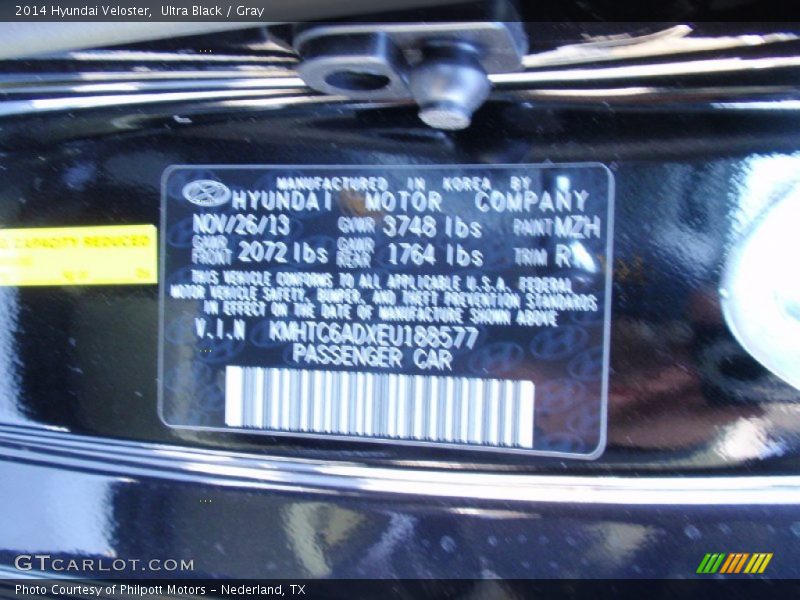 2014 Hyundai Veloster,  Ultra Black / Gray
MANUFACTURED IN KOREA BY
HYUNDAI MOTOR COMPANY
NOV/26/13 GVWR 3748 lbs PAINT MZH
GAWR FRONT 2072 lbs GAWR REAR 1764 lbs TRIM
THIS VEHICLE CONFORMS TO ALL APPLICABLE U.S.A. FEDERAL
MOTOR VEHICLE SAFETY, BUMPER, AND THEFT PREVENTION STANDARDS
IN EFFECT ON THE DATE OF MANUFACTURE SHOWN ABOVE
V.I.N KMHTC6ADXEU188577
PASSENGER CAR
CAPACITY REDUCED
GTCARLOT.COM
Photo Courtesy of Philpott Motors – Nederland, TX